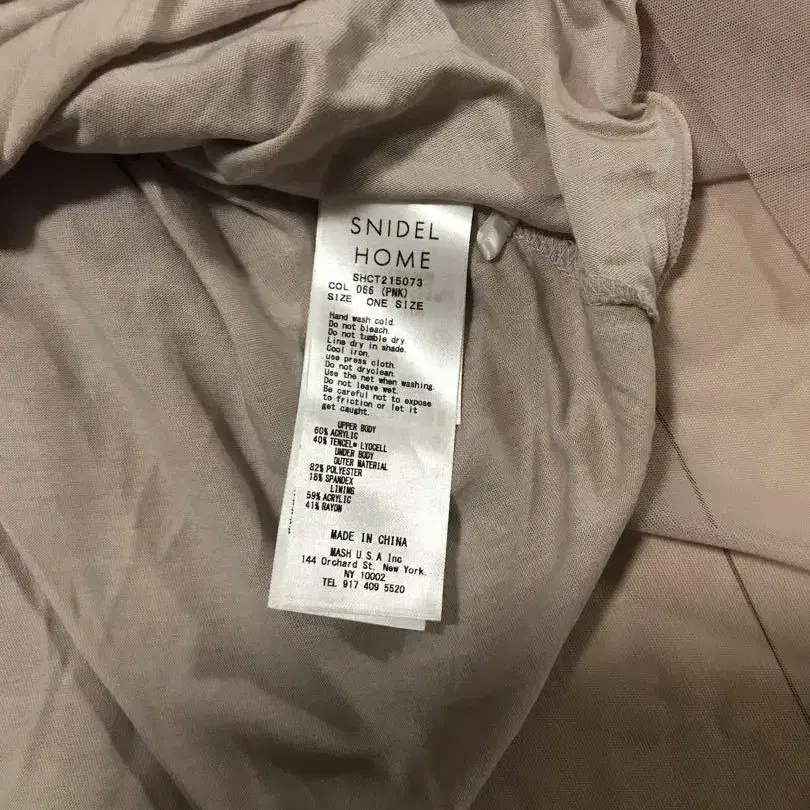 SNIDEL
HOME
SHCT215073
COL 066 (PNK)
SIZE ONE SIZE
Hand wash cold.
Do not bleach.
Do not tumble dry.
Line dry in shade.
Cool iron.
use press cloth.
Do not dryclean.
Use the net when washing.
Do not leave wet.
Be careful not to expose
to friction or let it
get caught.
UPPER BODY
60% ACRYLIC
40% TENCEL® LYOCELL
UNDER BODY
OUTER MATERIAL
82% POLYESTER
18% SPANDEX
LINING
59% ACRYLIC
41% RAYON
MADE IN CHINA
MASH U.S.A Inc
144 Orchard St. New York.
NY 10002
TEL 917 409 5520